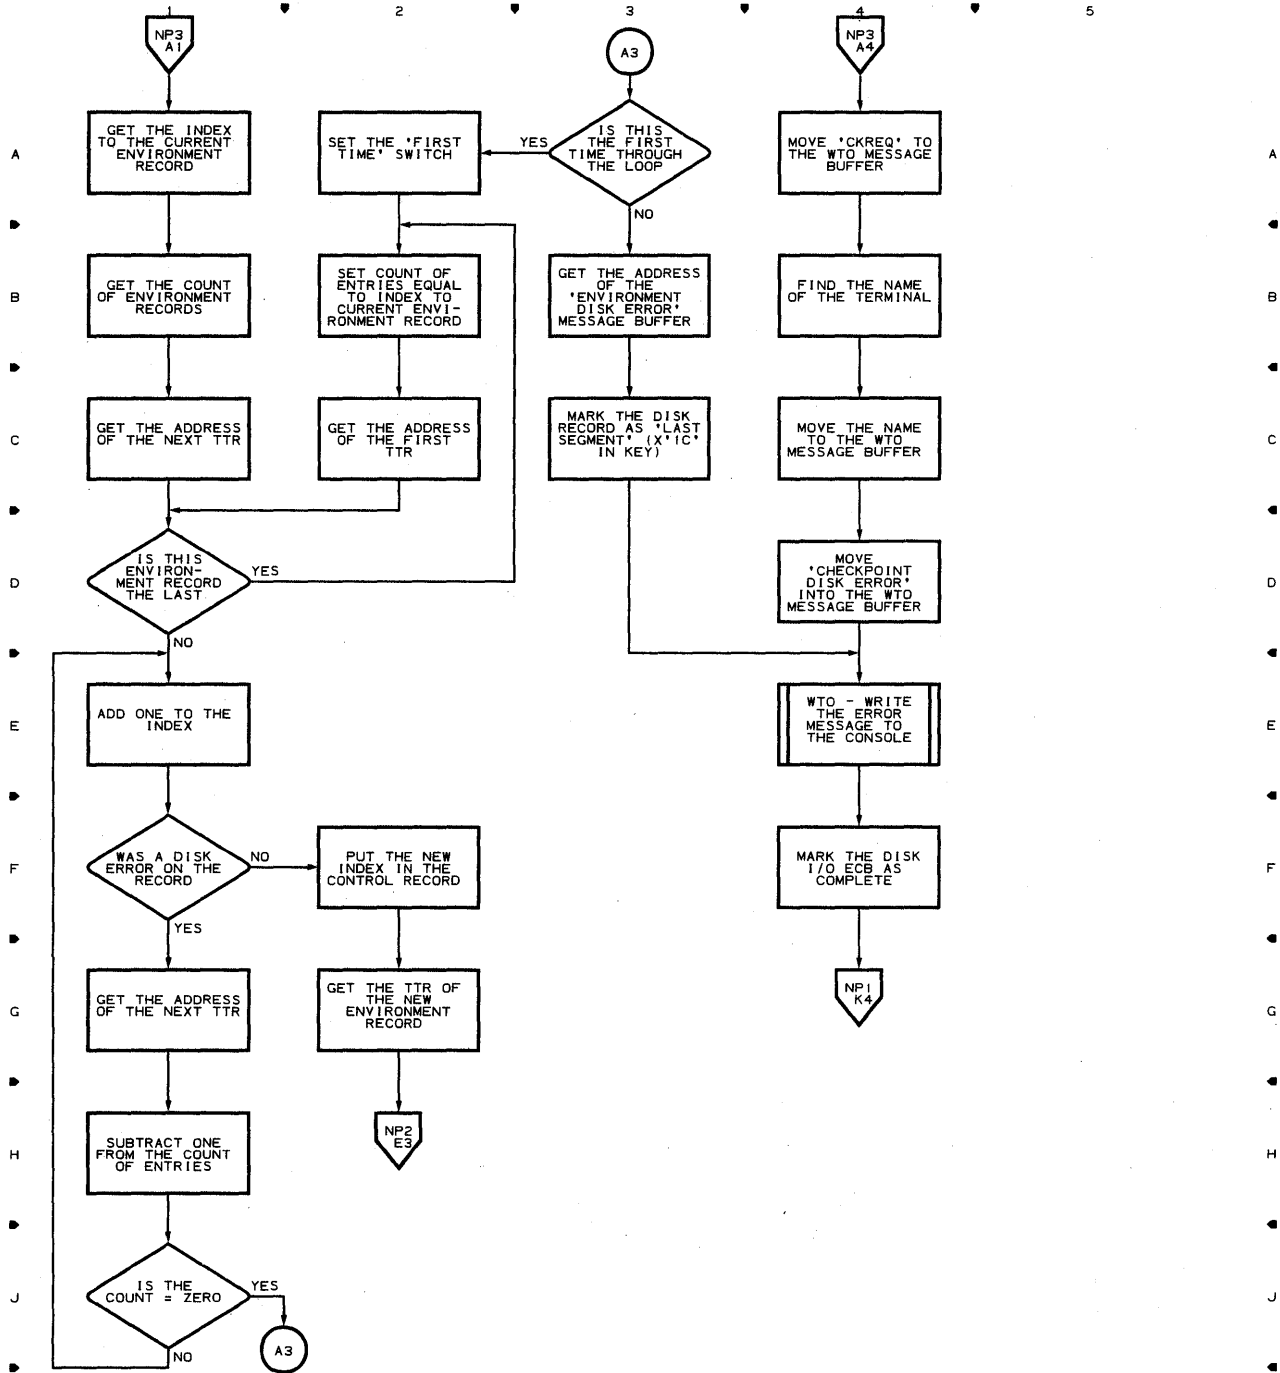 1 2 3 4 5
NP3
A1
A3
NP3
A4
A
GET THE INDEX
TO THE CURRENT
ENVIRONMENT
RECORD
SET THE 'FIRST
TIME' SWITCH
YES
IS THIS
THE FIRST
TIME THROUGH
THE LOOP
MOVE 'CKREQ' TO
THE WTO MESSAGE
BUFFER
A
NO
B
GET THE COUNT
OF ENVIRONMENT
RECORDS
SET COUNT OF
ENTRIES EQUAL
TO INDEX TO
CURRENT ENVI-
RONMENT RECORD
GET THE ADDRESS
OF THE
'ENVIRONMENT
DISK ERROR'
MESSAGE BUFFER
FIND THE NAME
OF THE TERMINAL
B
C
GET THE ADDRESS
OF THE NEXT TTR
GET THE ADDRESS
OF THE FIRST
TTR
MARK THE DISK
RECORD AS 'LAST
SEGMENT' (X'1C'
IN KEY)
MOVE THE NAME
TO THE WTO
MESSAGE BUFFER
C
D
IS THIS
ENVIRON-
MENT RECORD
THE LAST
YES
MOVE
'CHECKPOINT
DISK ERROR'
INTO THE WTO
MESSAGE BUFFER
D
NO
E
ADD ONE TO THE
INDEX
WTO - WRITE
THE ERROR
MESSAGE TO
THE CONSOLE
E
F
WAS A DISK
ERROR ON THE
RECORD
NO
PUT THE NEW
INDEX IN THE
CONTROL RECORD
MARK THE DISK
I/O ECB AS
COMPLETE
F
YES
G
GET THE ADDRESS
OF THE NEXT TTR
GET THE TTR OF
THE NEW
ENVIRONMENT
RECORD
NP1
K4
G
H
SUBTRACT ONE
FROM THE COUNT
OF ENTRIES
NP2
E3
H
J
IS THE
COUNT = ZERO
YES
J
NO
A3